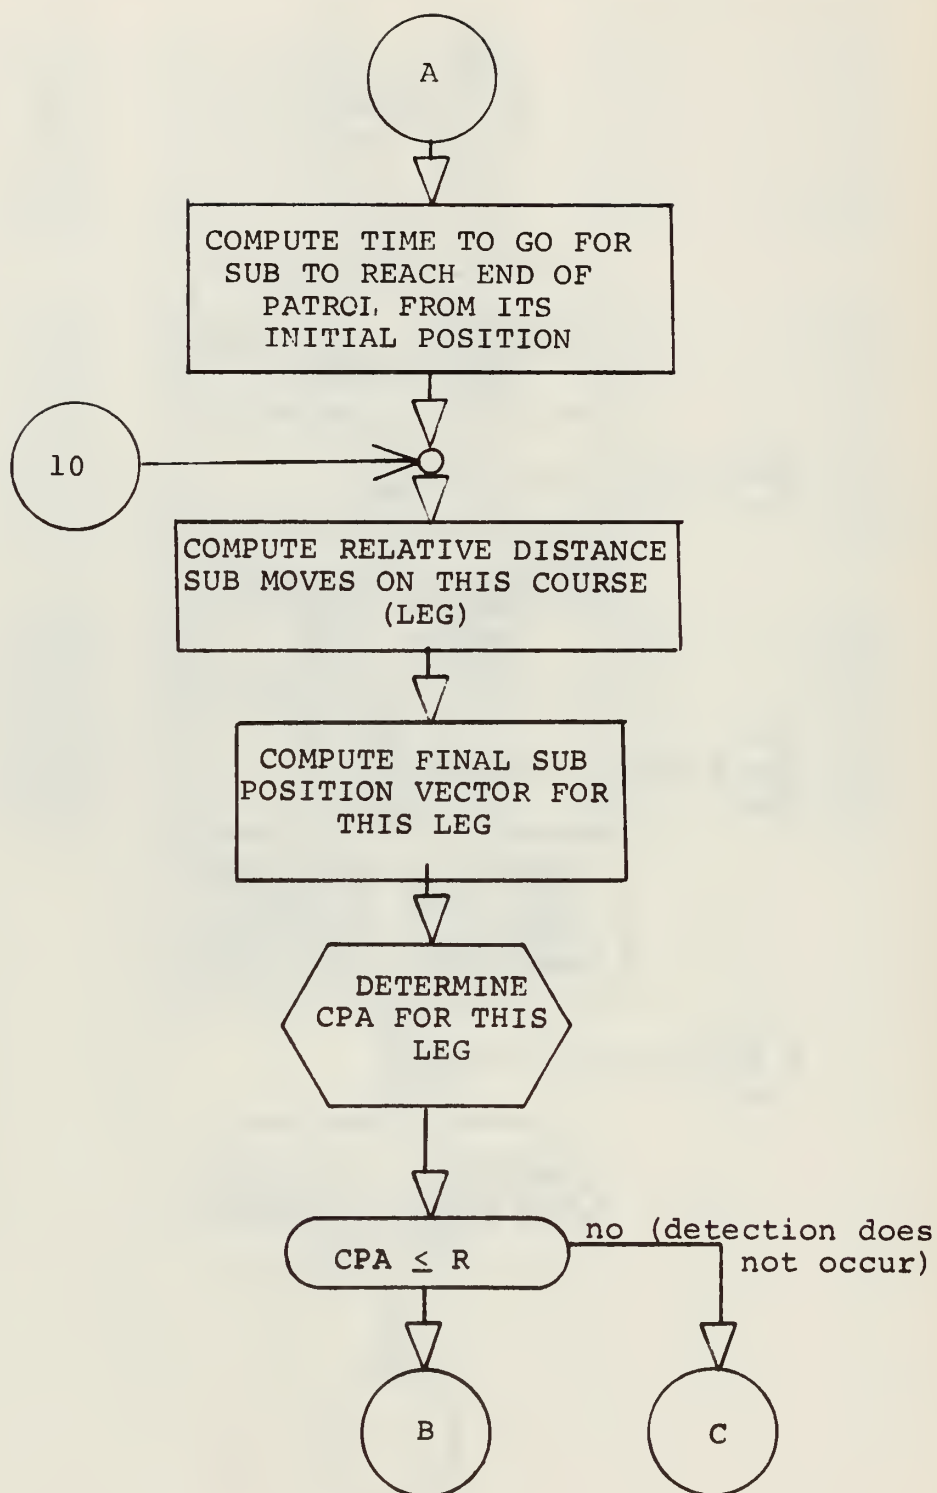 A
COMPUTE TIME TO GO FOR
SUB TO REACH END OF
PATROL FROM ITS
INITIAL POSITION
10
COMPUTE RELATIVE DISTANCE
SUB MOVES ON THIS COURSE
(LEG)
COMPUTE FINAL SUB
POSITION VECTOR FOR
THIS LEG
DETERMINE
CPA FOR THIS
LEG
CPA ≤ R
no (detection does
not occur)
B
C